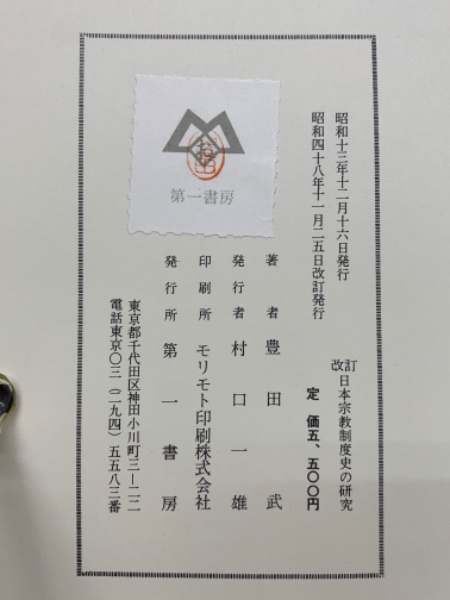 昭和十三年十二月十六日発行
昭和四十八年十一月二五日改訂発行
改訂 日本宗教制度史の研究
定 価 五、五〇〇円
著 者 豊 田 武
発行者 村 口 一 雄
印刷所 モリモト印刷株式会社
発行所 第 一 書 房
東京都千代田区神田小川町三―二二
電話東京〇三（二九四）五五八三番
第一書房